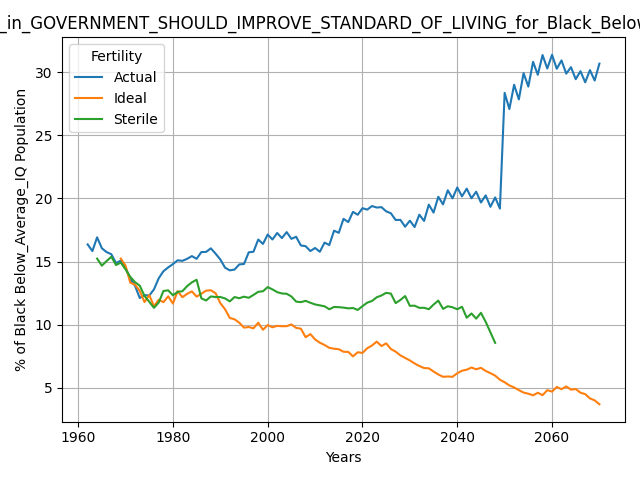 _in_GOVERNMENT_SHOULD_IMPROVE_STANDARD_OF_LIVING_for_Black_Below
Fertility
Actual
Ideal
Sterile
% of Black Below_Average_IQ Population
30
25
20
15
10
5
1960 1980 2000 2020 2040 2060
Years